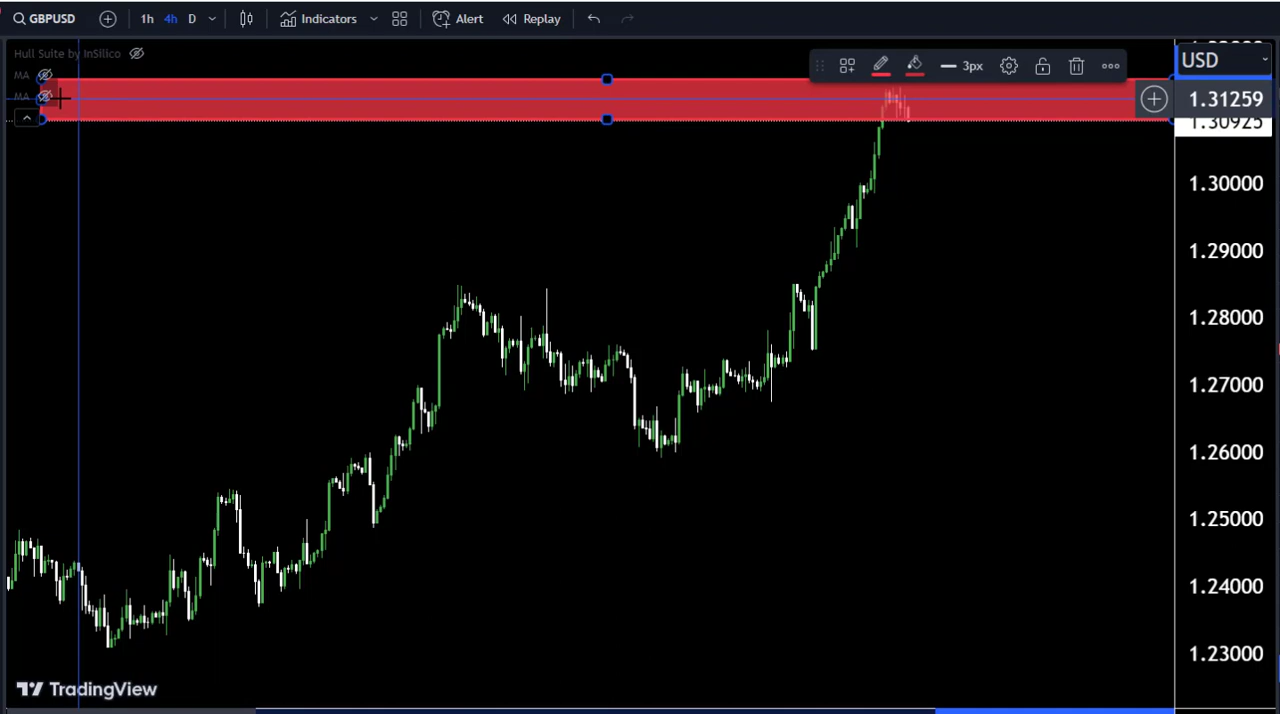 GBPUSD 1h 4h D Indicators Alert Replay
Hull Suite by InSilico
MA
MA
3px
USD
1.31259
1.30925
1.30000
1.29000
1.28000
1.27000
1.26000
1.25000
1.24000
1.23000
TradingView